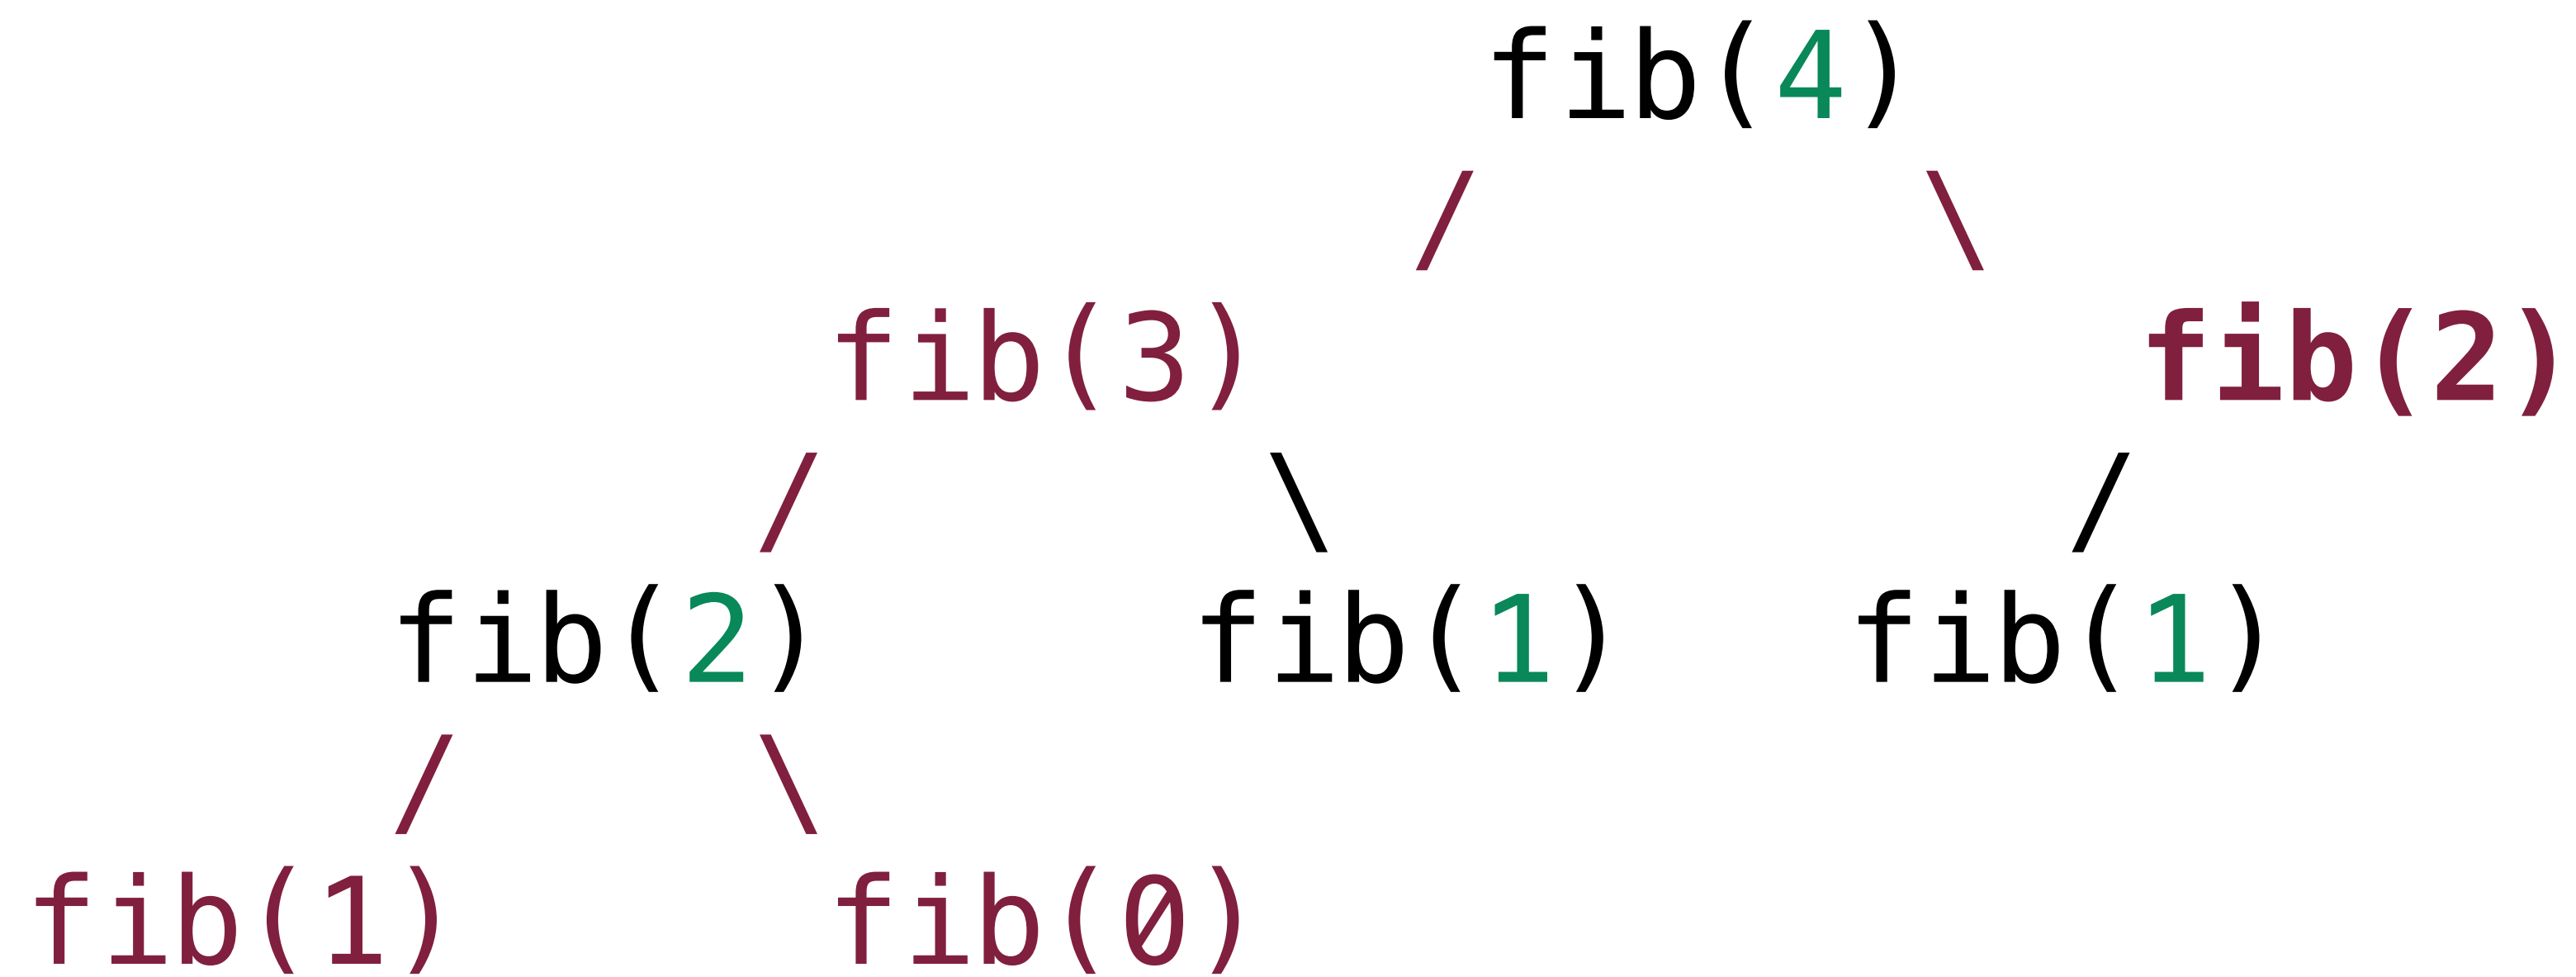 fib(4)
/ \
fib(3) fib(2)
/ \ /
fib(2) fib(1) fib(1)
/ \
fib(1) fib(0)